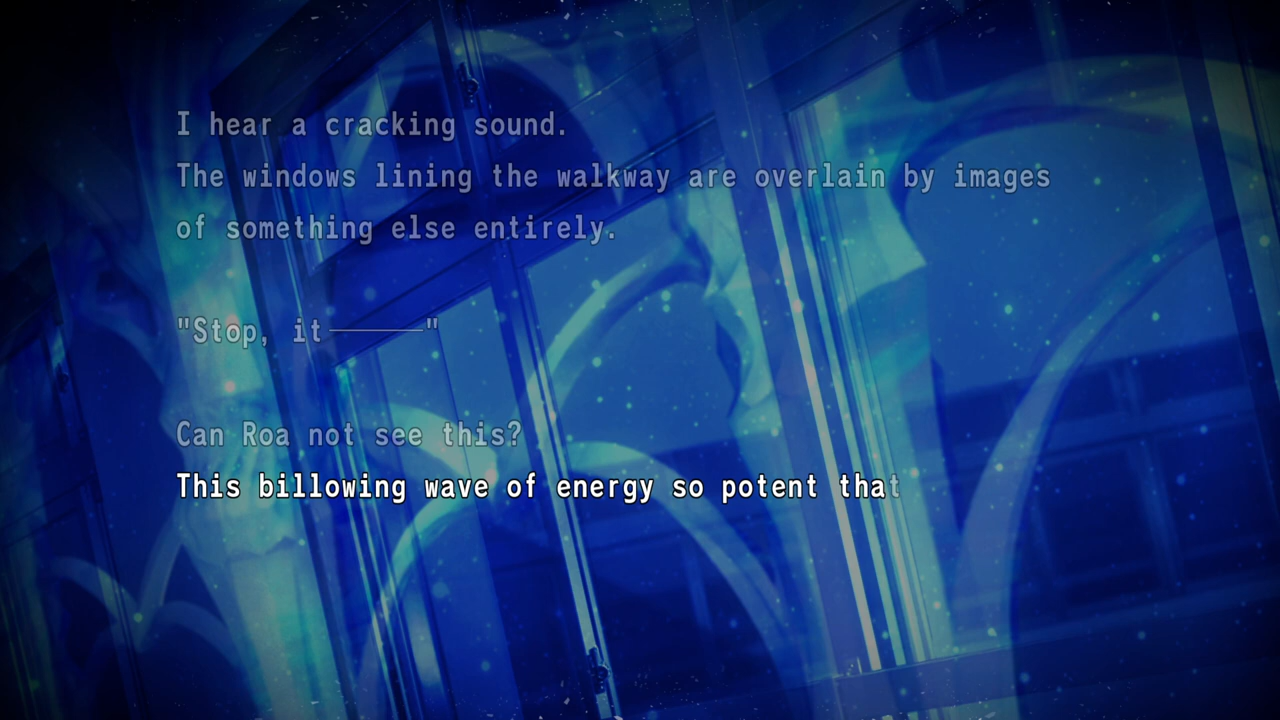 I hear a cracking sound.
The windows lining the walkway are overlain by images
of something else entirely.
"Stop, it―――"
Can Roa not see this?
This billowing wave of energy so potent that